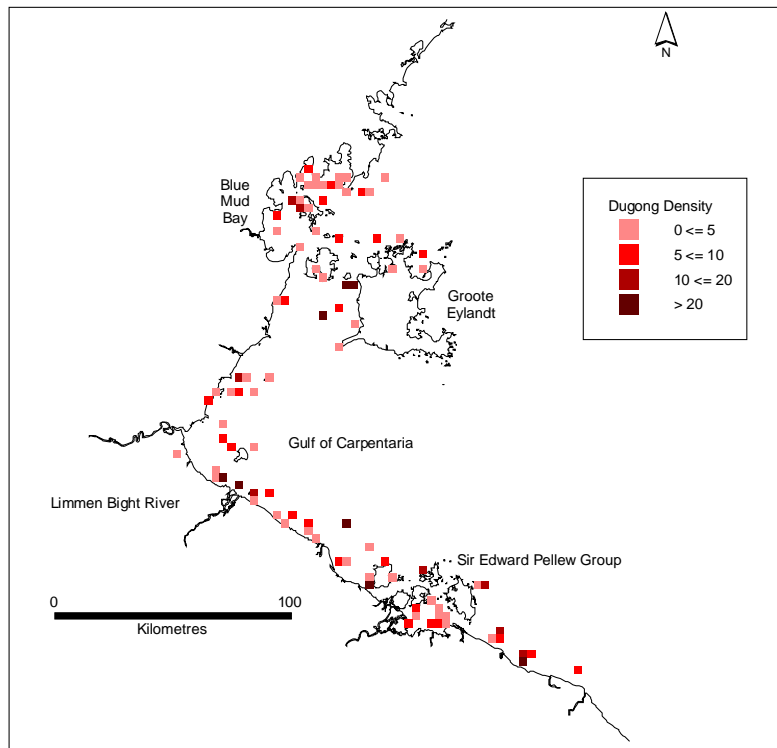 N
Blue
Mud
Bay
Dugong Density
0 <= 5
5 <= 10
10 <= 20
> 20
Groote
Eylandt
Gulf of Carpentaria
Limmen Bight River
Sir Edward Pellew Group
0 100
Kilometres